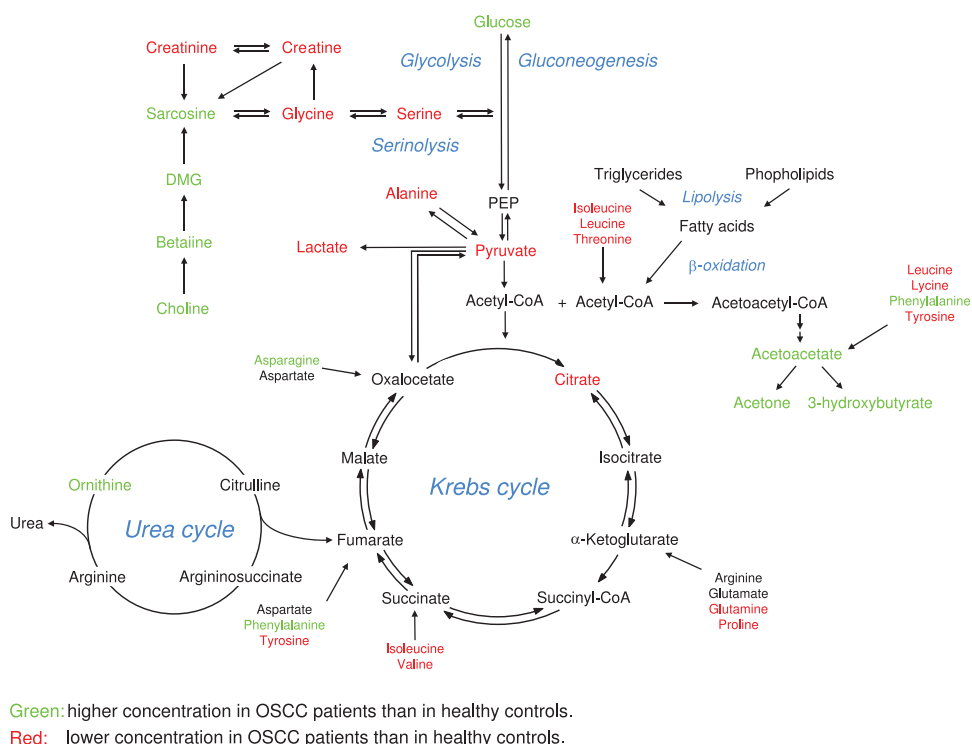 Glucose
Creatinine
Creatine
Glycolysis
Gluconeogenesis
Sarcosine
Glycine
Serine
Serinolysis
DMG
Triglycerides
Phopholipids
Alanine
PEP
Lipolysis
Isoleucine
Leucine
Threonine
Fatty acids
Betaiine
Lactate
Pyruvate
β-oxidation
Leucine
Lycine
Phenylalanine
Tyrosine
Choline
Acetyl-CoA
+
Acetyl-CoA
Acetoacetyl-CoA
Asparagine
Aspartate
Acetoacetate
Oxalocetate
Citrate
Acetone
3-hydroxybutyrate
Malate
Isocitrate
Krebs cycle
Ornithine
Citrulline
Urea
Urea cycle
Fumarate
α-Ketoglutarate
Arginine
Argininosuccinate
Arginine
Glutamate
Glutamine
Proline
Succinate
Succinyl-CoA
Aspartate
Phenylalanine
Tyrosine
Isoleucine
Valine
Green: higher concentration in OSCC patients than in healthy controls.
Red: lower concentration in OSCC patients than in healthy controls.